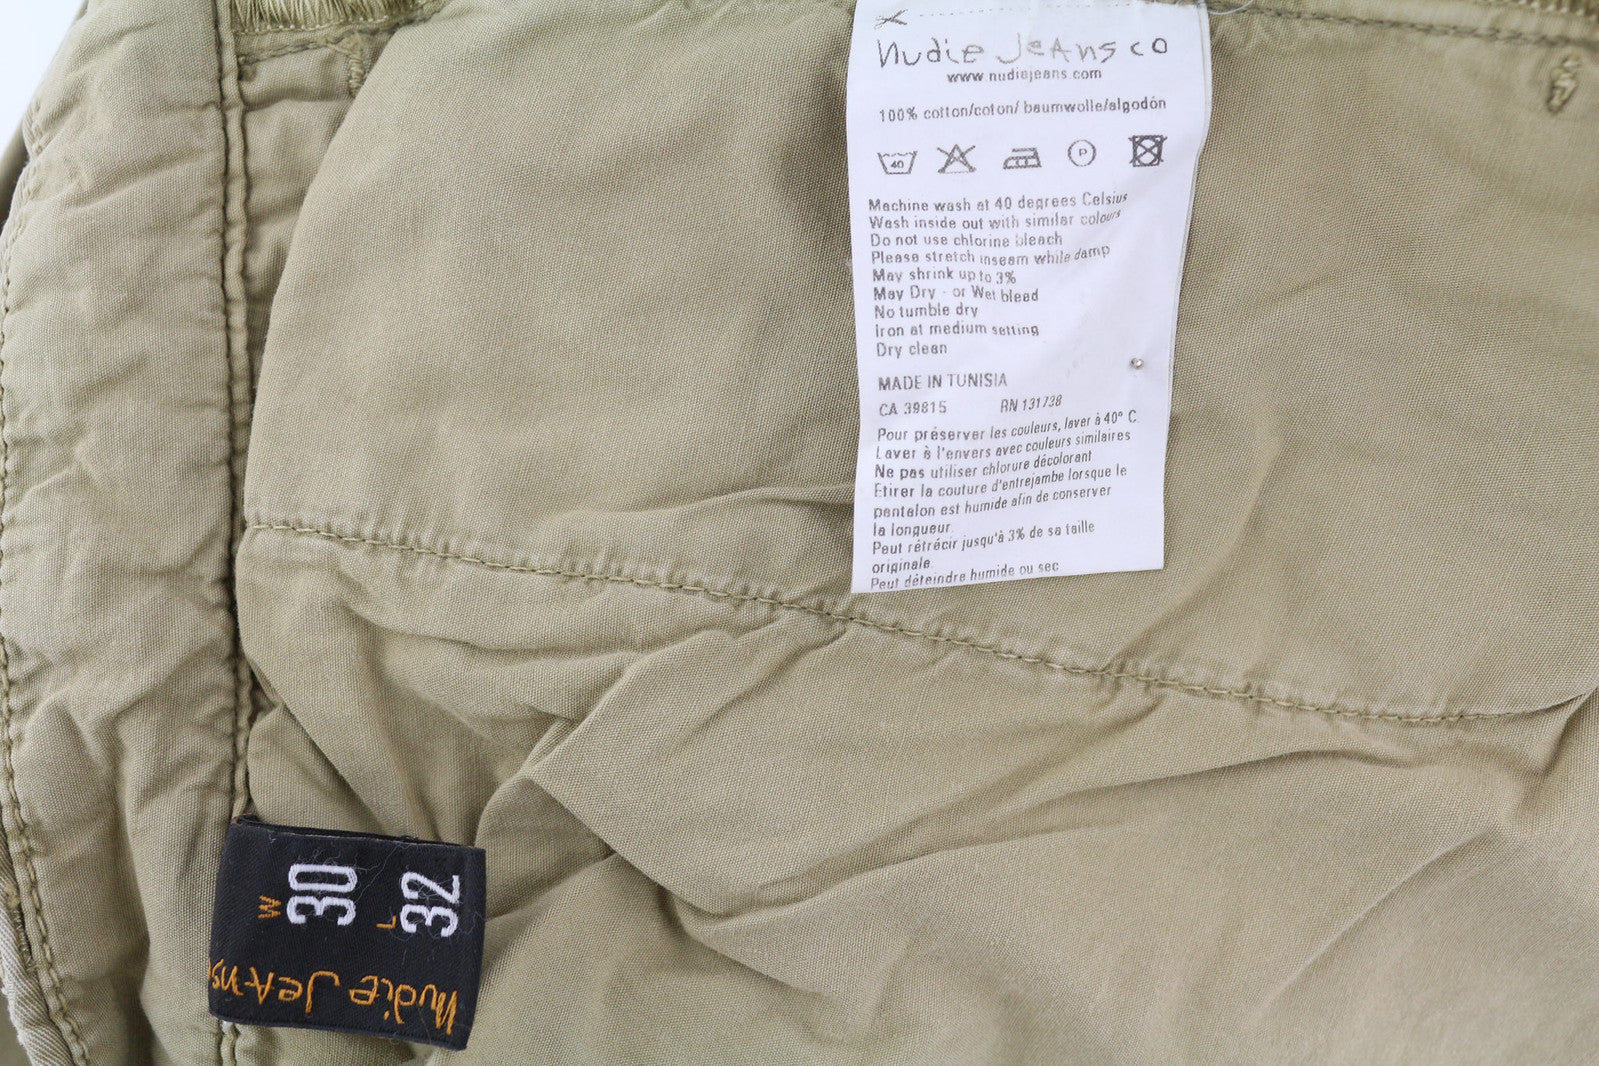 nudie jeans co
www nudiejeans com
100% cotton/coton/ baumwolle/algodón
40
P
Machine wash at 40 degrees Celsius
Wash inside out with similar colours
Do not use chlorine bleach
Please stretch inseam while damp
May shrink up to 3%
May Dry - or Wet bleed
No tumble dry
Iron at medium setting
Dry clean
MADE IN TUNISIA
CA 39815 RN 131738
Pour préserver les couleurs, laver à 40° C.
Laver à l'envers avec couleurs similaires
Ne pas utiliser chlorure décolorant
Etirer la couture d'entrejambe lorsque le
pantalon est humide afin de conserver
la longueur.
Peut rétrécir jusqu'à 3% de sa taille
originale
Peut déteindre humide ou sec
W 30
L 32
nudie jeans